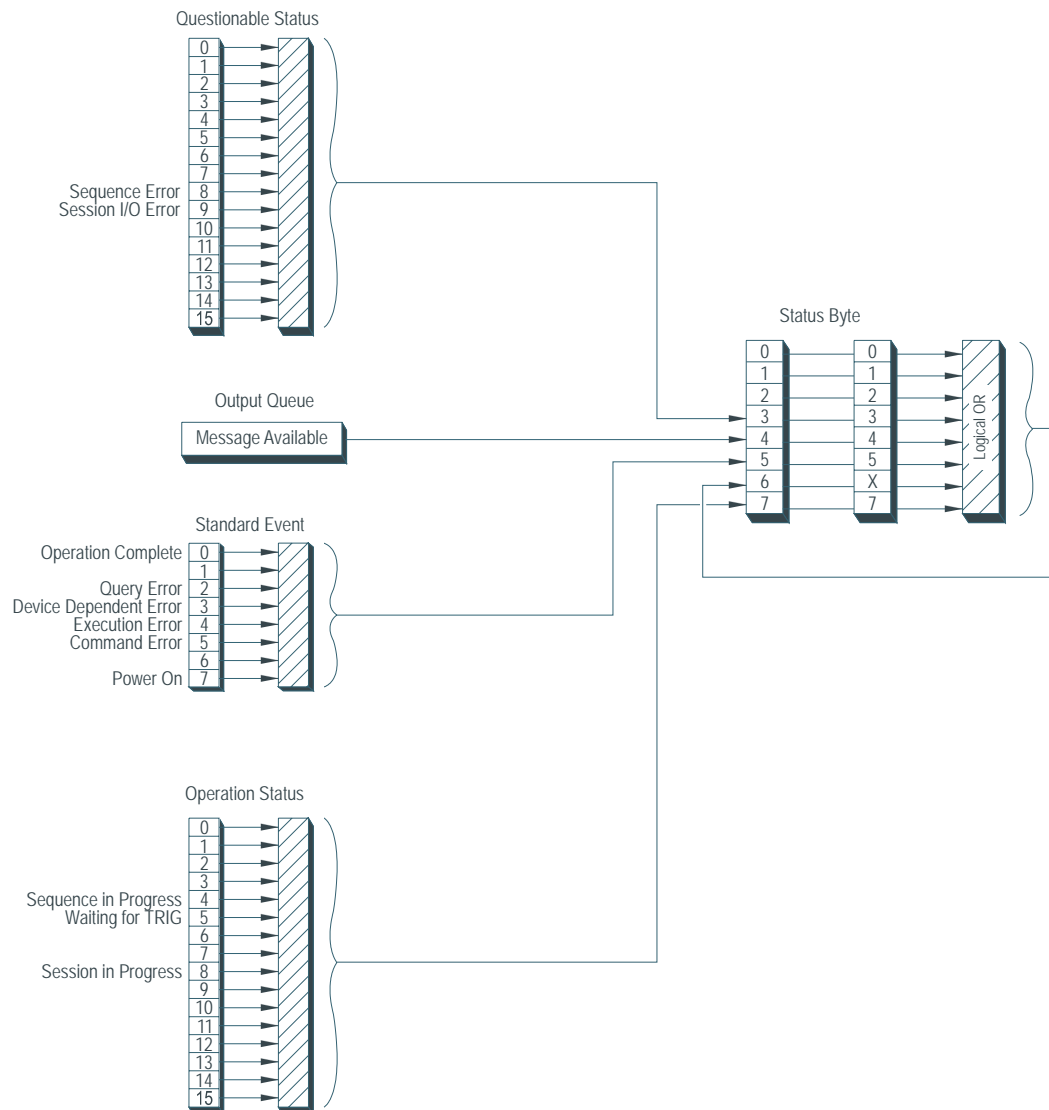 Questionable Status
0
1
2
3
4
5
6
7
Sequence Error 8
Session I/O Error 9
10
11
12
13
14
15
Output Queue
Message Available
Standard Event
Operation Complete 0
1
Query Error 2
Device Dependent Error 3
Execution Error 4
Command Error 5
6
Power On 7
Operation Status
0
1
2
3
Sequence in Progress 4
Waiting for TRIG 5
6
7
Session in Progress 8
9
10
11
12
13
14
15
Status Byte
0 0
1 1
2 2
3 3
4 4
5 5
6 X
7 7
Logical OR